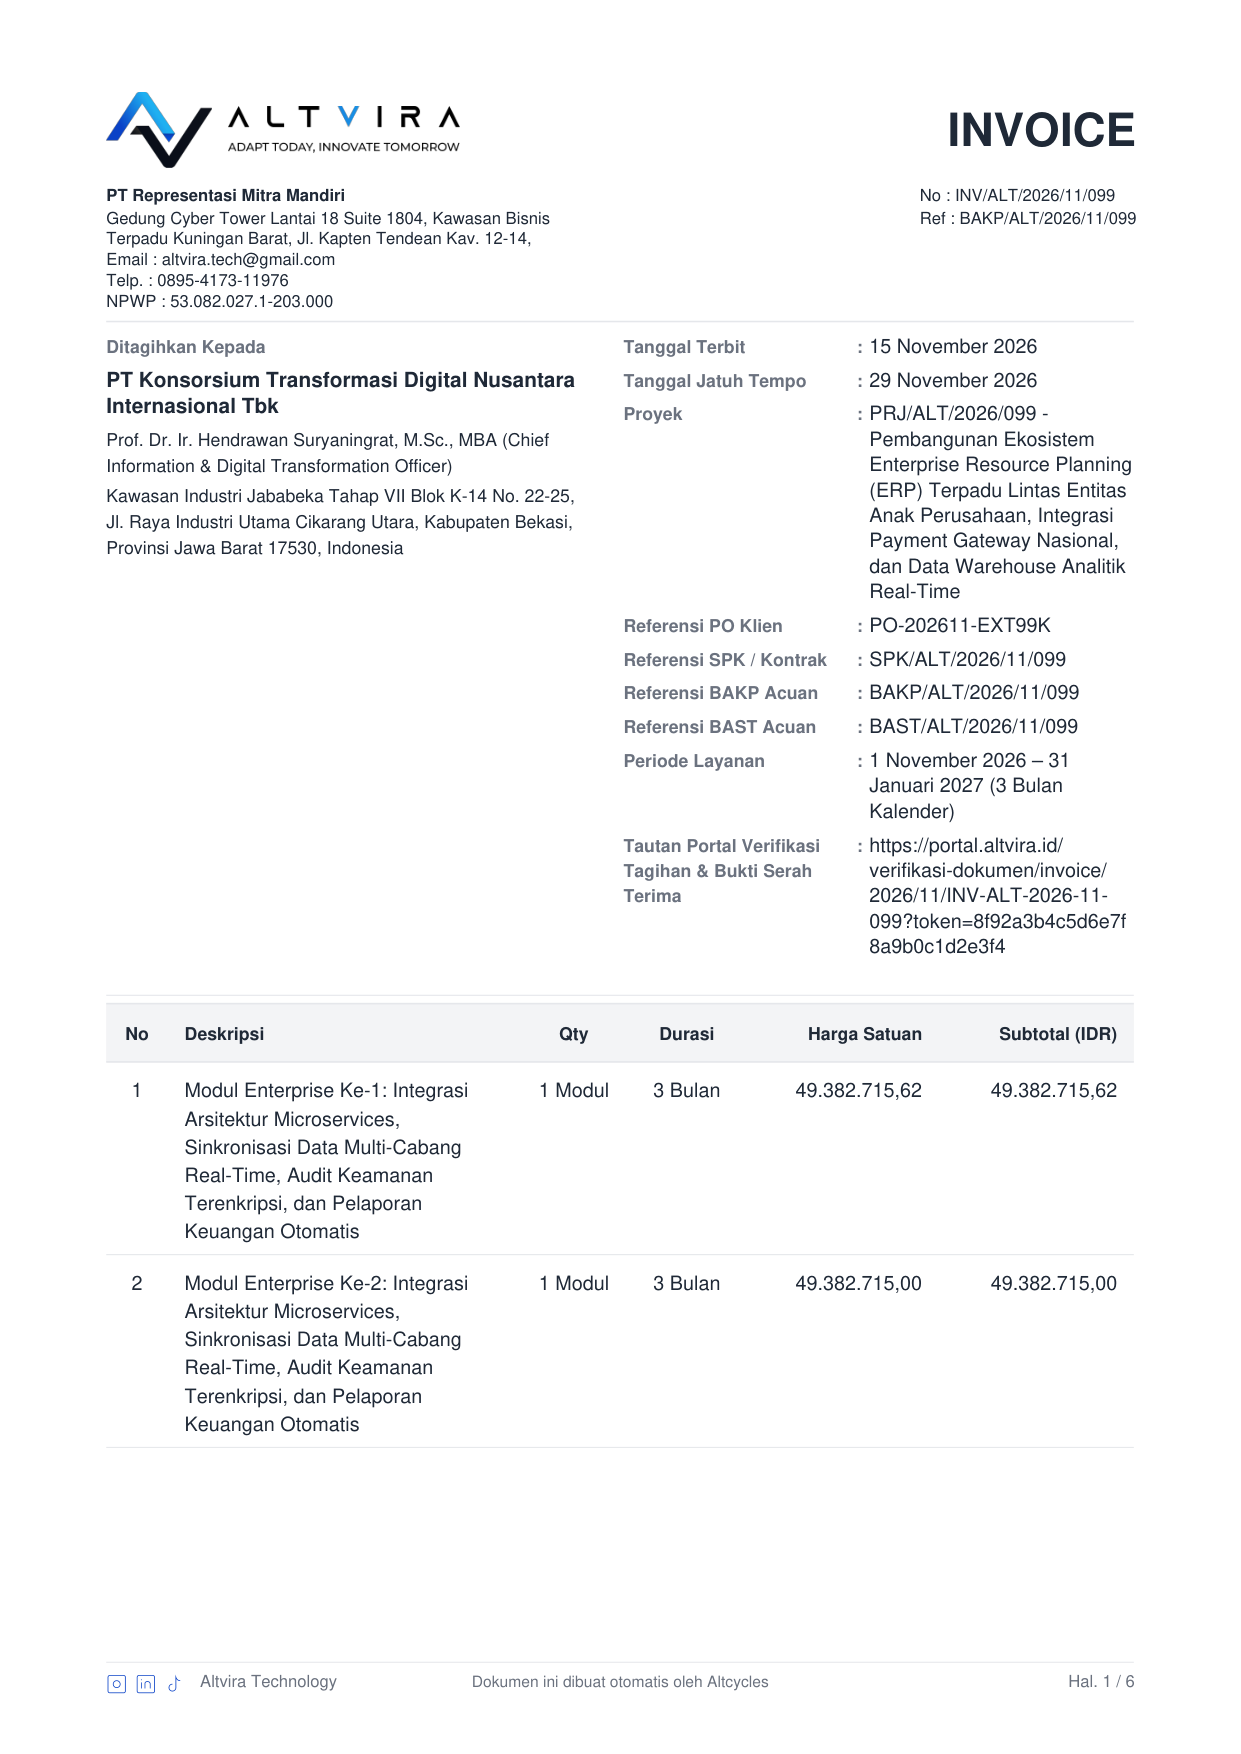 ALTVIRA
ADAPT TODAY, INNOVATE TOMORROW
INVOICE
PT Representasi Mitra Mandiri
Gedung Cyber Tower Lantai 18 Suite 1804, Kawasan Bisnis
Terpadu Kuningan Barat, Jl. Kapten Tendean Kav. 12-14,
Email : altvira.tech@gmail.com
Telp. : 0895-4173-11976
NPWP : 53.082.027.1-203.000
No : INV/ALT/2026/11/099
Ref : BAKP/ALT/2026/11/099
Ditagihkan Kepada
PT Konsorsium Transformasi Digital Nusantara
Internasional Tbk
Prof. Dr. Ir. Hendrawan Suryaningrat, M.Sc., MBA (Chief
Information & Digital Transformation Officer)
Kawasan Industri Jababeka Tahap VII Blok K-14 No. 22-25,
Jl. Raya Industri Utama Cikarang Utara, Kabupaten Bekasi,
Provinsi Jawa Barat 17530, Indonesia
Tanggal Terbit : 15 November 2026
Tanggal Jatuh Tempo : 29 November 2026
Proyek : PRJ/ALT/2026/099 -
Pembangunan Ekosistem
Enterprise Resource Planning
(ERP) Terpadu Lintas Entitas
Anak Perusahaan, Integrasi
Payment Gateway Nasional,
dan Data Warehouse Analitik
Real-Time
Referensi PO Klien : PO-202611-EXT99K
Referensi SPK / Kontrak : SPK/ALT/2026/11/099
Referensi BAKP Acuan : BAKP/ALT/2026/11/099
Referensi BAST Acuan : BAST/ALT/2026/11/099
Periode Layanan : 1 November 2026 – 31
Januari 2027 (3 Bulan
Kalender)
Tautan Portal Verifikasi : https://portal.altvira.id/
Tagihan & Bukti Serah verifikasi-dokumen/invoice/
Terima 2026/11/INV-ALT-2026-11-
099?token=8f92a3b4c5d6e7f
8a9b0c1d2e3f4
No Deskripsi Qty Durasi Harga Satuan Subtotal (IDR)
1 Modul Enterprise Ke-1: Integrasi 1 Modul 3 Bulan 49.382.715,62 49.382.715,62
Arsitektur Microservices,
Sinkronisasi Data Multi-Cabang
Real-Time, Audit Keamanan
Terenkripsi, dan Pelaporan
Keuangan Otomatis
2 Modul Enterprise Ke-2: Integrasi 1 Modul 3 Bulan 49.382.715,00 49.382.715,00
Arsitektur Microservices,
Sinkronisasi Data Multi-Cabang
Real-Time, Audit Keamanan
Terenkripsi, dan Pelaporan
Keuangan Otomatis
Altvira Technology Dokumen ini dibuat otomatis oleh Altcycles Hal. 1 / 6